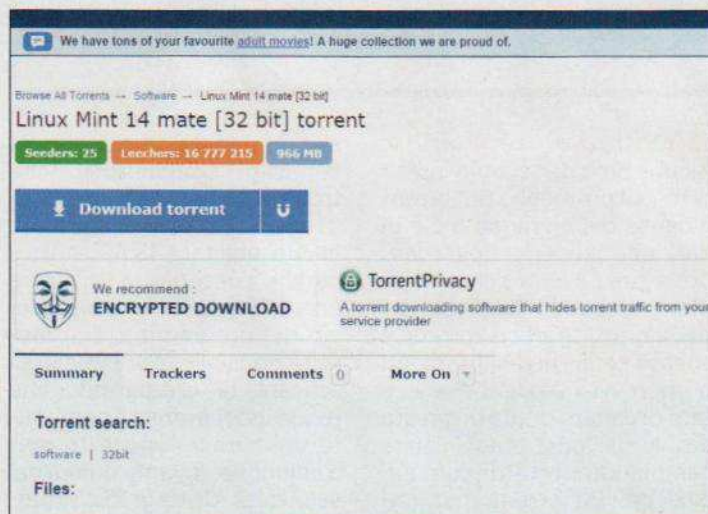 We have tons of your favourite adult movies! A huge collection we are proud of.
Browse All Torrents → Software → Linux Mint 14 mate [32 bit]
Linux Mint 14 mate [32 bit] torrent
Seeders: 25 Leechers: 16 777 215 966 MB
Download torrent
We recommend :
ENCRYPTED DOWNLOAD
TorrentPrivacy
A torrent downloading software that hides torrent traffic from your
service provider
Summary Trackers Comments 0 More On
Torrent search:
software | 32bit
Files: